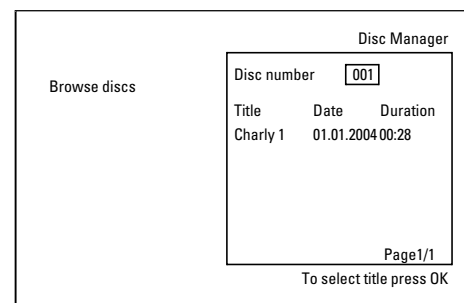 Disc Manager
Browse discs
Disc number 001
Title Date Duration
Charly 1 01.01.2004 00:28
Page1/1
To select title press OK